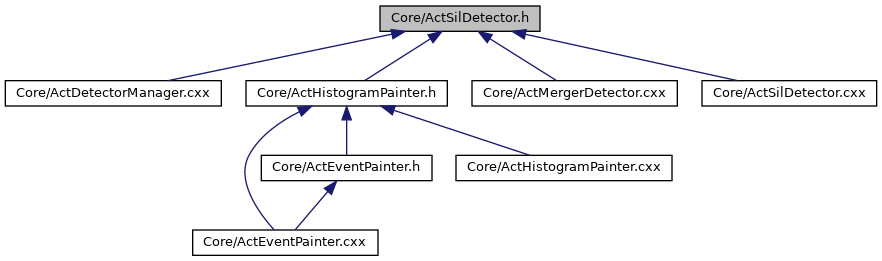 Core/ActSilDetector.h
Core/ActDetectorManager.cxx
Core/ActHistogramPainter.h
Core/ActMergerDetector.cxx
Core/ActSilDetector.cxx
Core/ActEventPainter.h
Core/ActHistogramPainter.cxx
Core/ActEventPainter.cxx